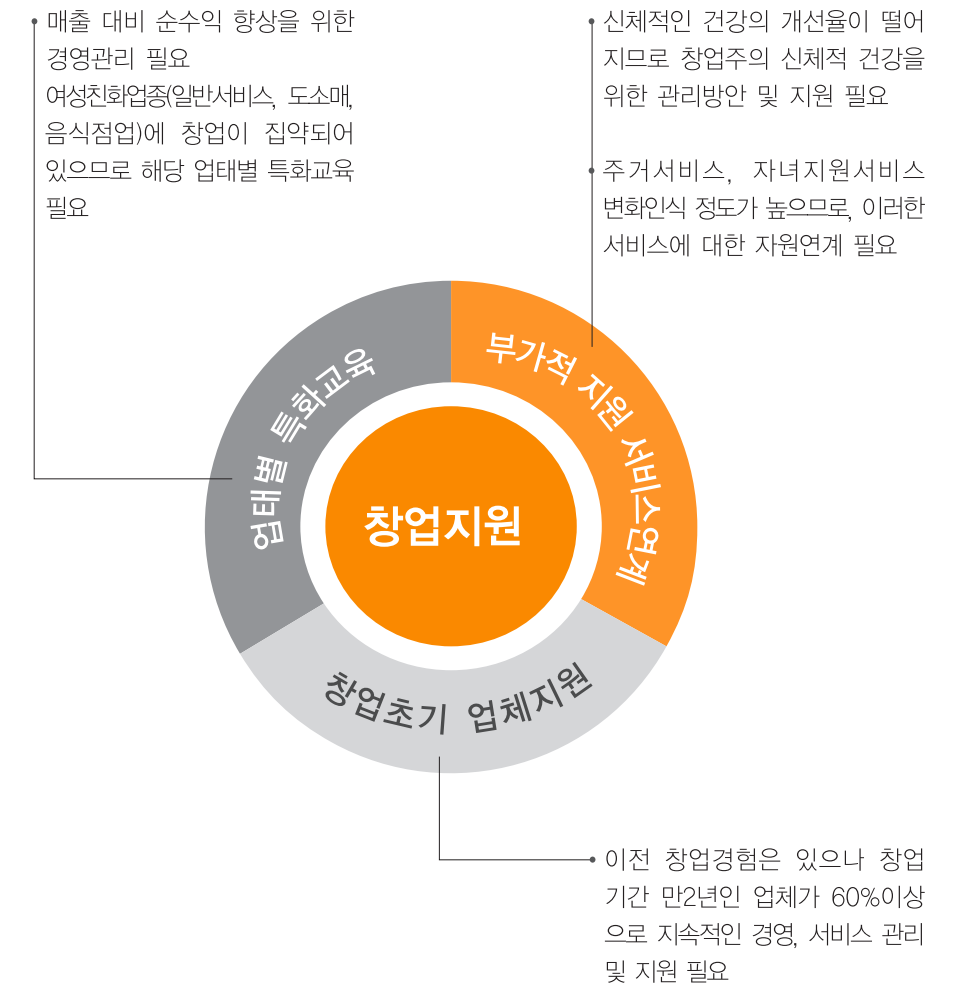 매출 대비 순수익 향상을 위한
경영관리 필요
여성친화업종(일반서비스, 도소매,
음식점업)에 창업이 집약되어
있으므로 해당 업태별 특화교육
필요
신체적인 건강의 개선율이 떨어
지므로 창업주의 신체적 건강을
위한 관리방안 및 지원 필요
주거서비스, 자녀지원서비스
변화인식 정도가 높으므로, 이러한
서비스에 대한 자원연계 필요
업태별 특화교육
부가적 지원 서비스연계
창업지원
창업초기 업체지원
이전 창업경험은 있으나 창업
기간 만2년인 업체가 60%이상
으로 지속적인 경영, 서비스 관리
및 지원 필요